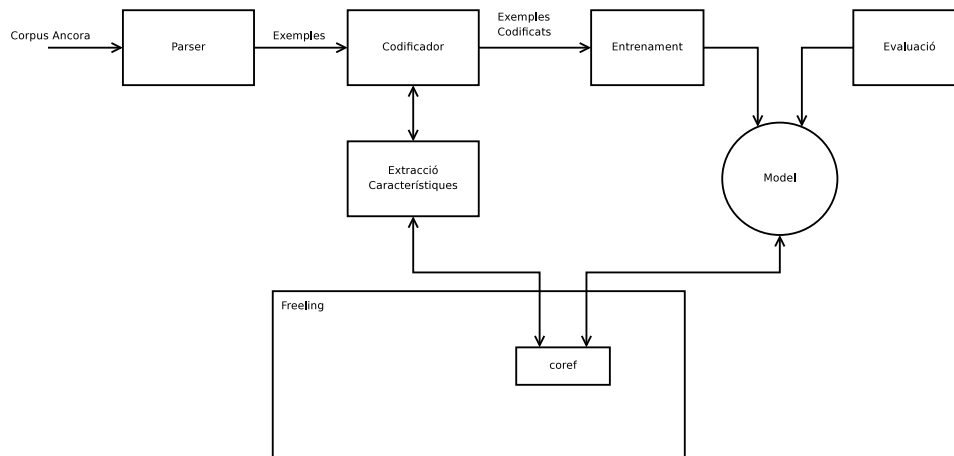 Corpus Ancora
Parser
Exemples
Codificador
Exemples
Codificats
Entrenament
Evaluació
Extracció
Característiques
Model
Freeling
coref